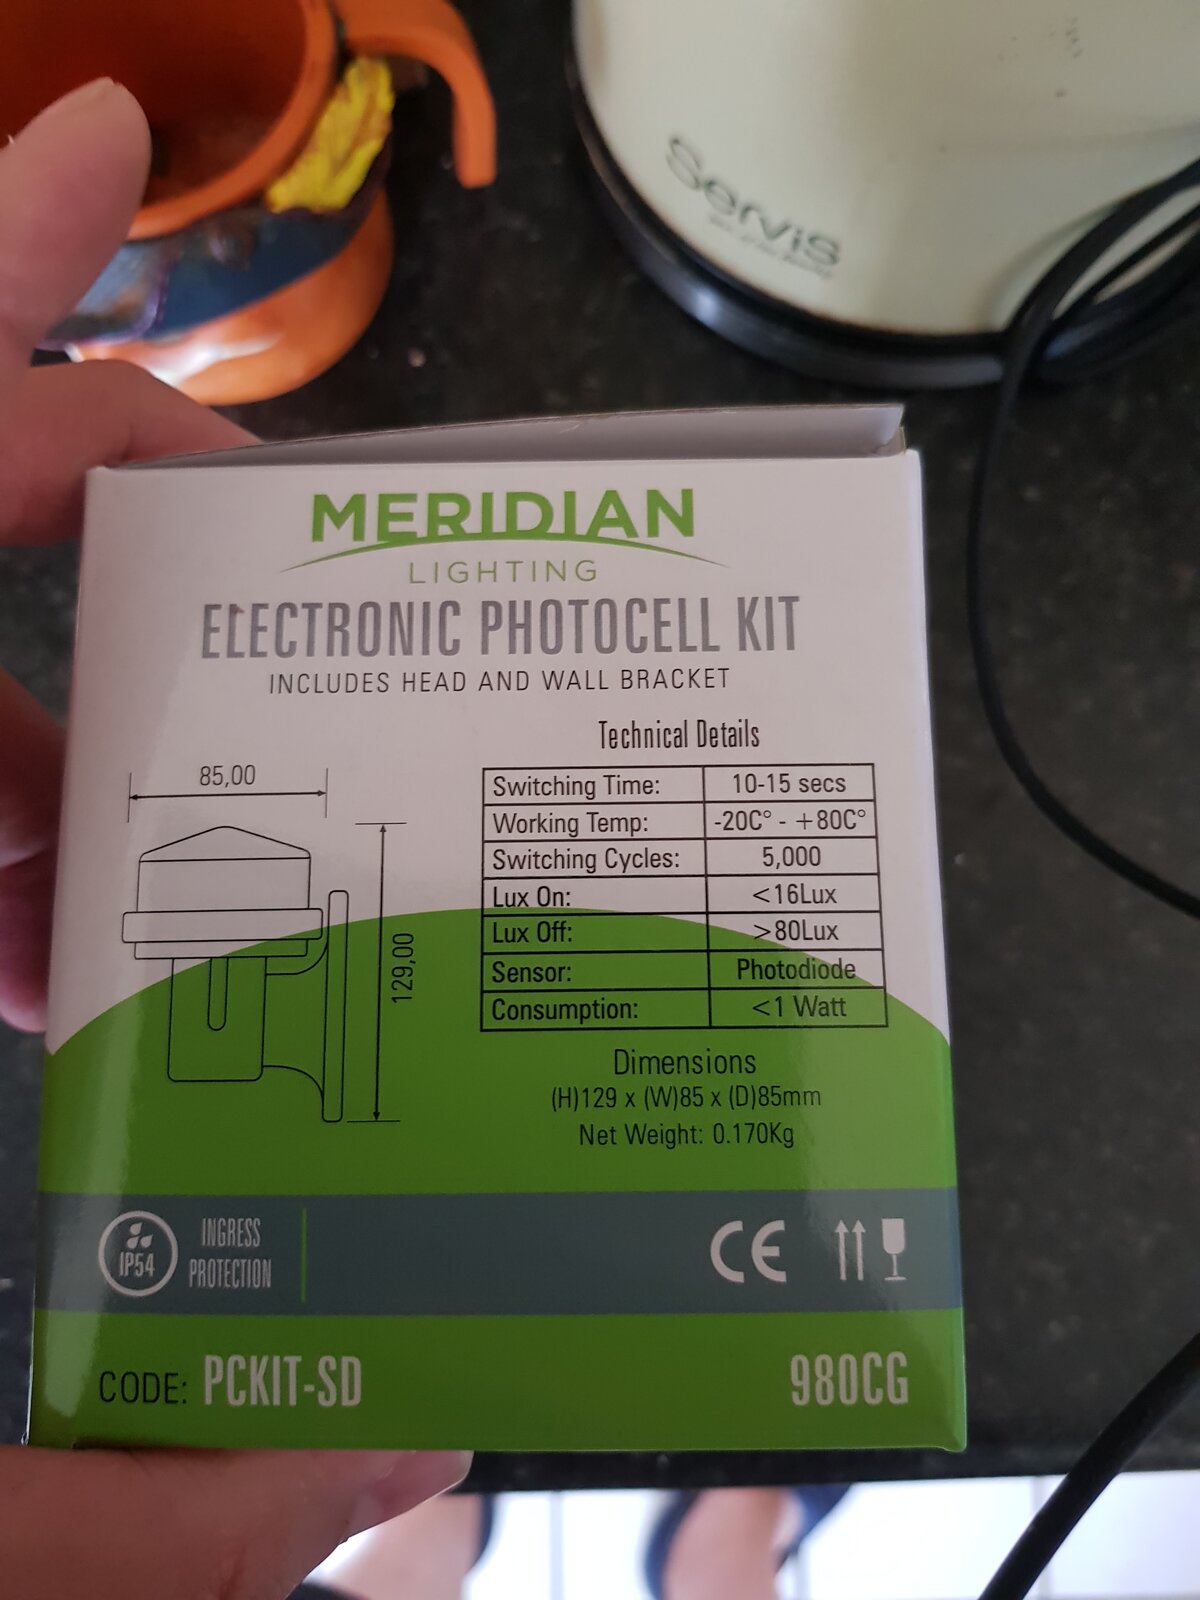 Servis
MERIDIAN
LIGHTING
ELECTRONIC PHOTOCELL KIT
INCLUDES HEAD AND WALL BRACKET
Technical Details
Switching Time: 10-15 secs
Working Temp: -20C° - +80C°
Switching Cycles: 5,000
Lux On: <16Lux
Lux Off: >80Lux
Sensor: Photodiode
Consumption: <1 Watt
85,00
129,00
Dimensions
(H)129 x (W)85 x (D)85mm
Net Weight: 0.170Kg
IP54
INGRESS
PROTECTION
CE
CODE: PCKIT-SD
980CG